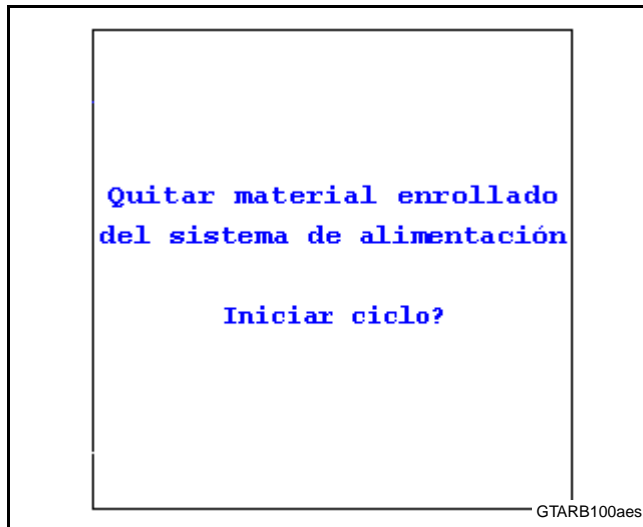 Quitar material enrollado
del sistema de alimentación
Iniciar ciclo?
GTARB100aes